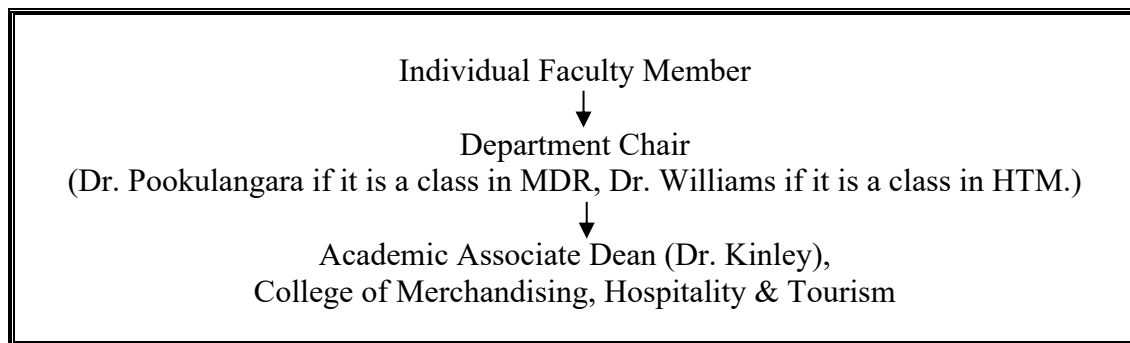 Individual Faculty Member
Department Chair
(Dr. Pookulangara if it is a class in MDR, Dr. Williams if it is a class in HTM.)
Academic Associate Dean (Dr. Kinley),
College of Merchandising, Hospitality & Tourism